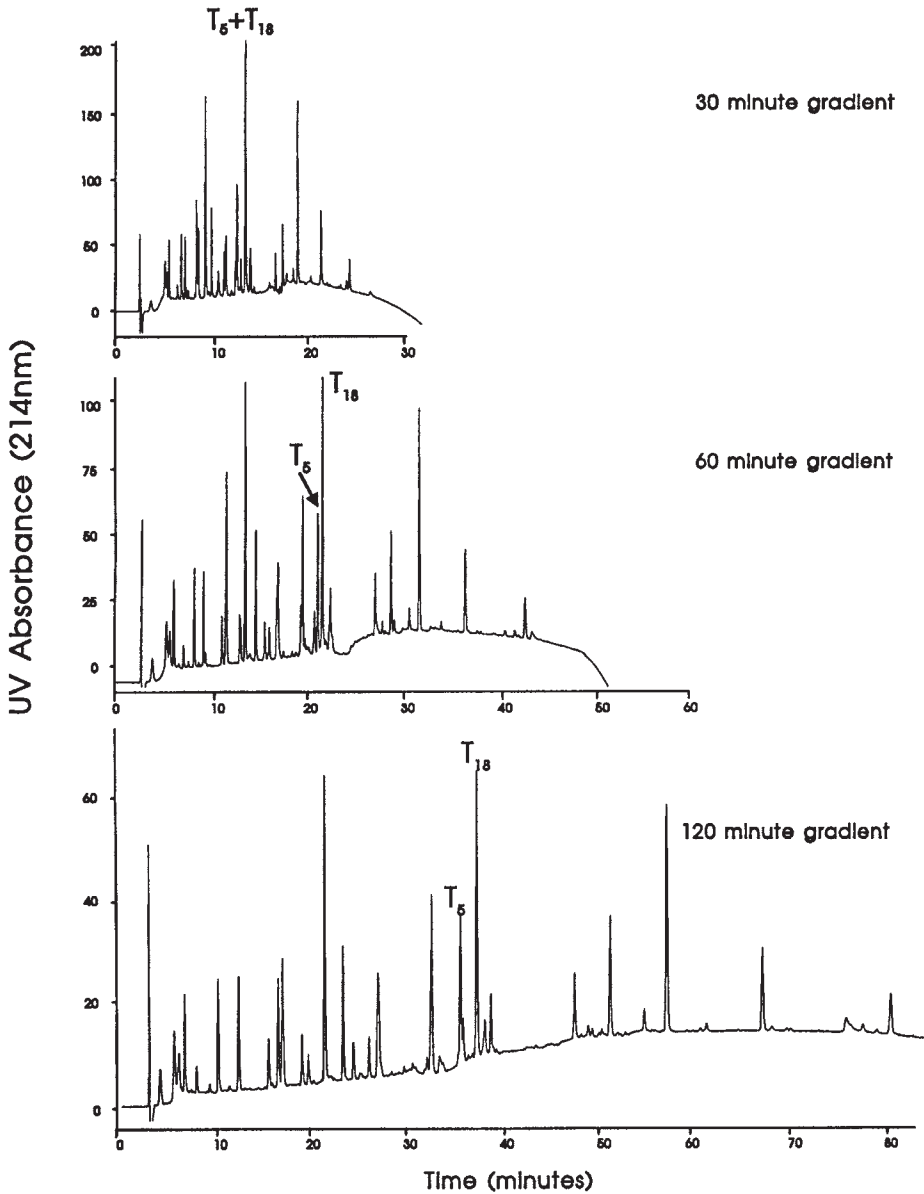 T5+T18
200
150
100
50
0
30 minute gradient
0 10 20 30
UV Absorbance (214nm)
T18
T5
100
75
50
25
0
60 minute gradient
0 10 20 30 40 50 60
T18
T5
60
40
20
0
120 minute gradient
0 10 20 30 40 50 60 70 80
Time (minutes)